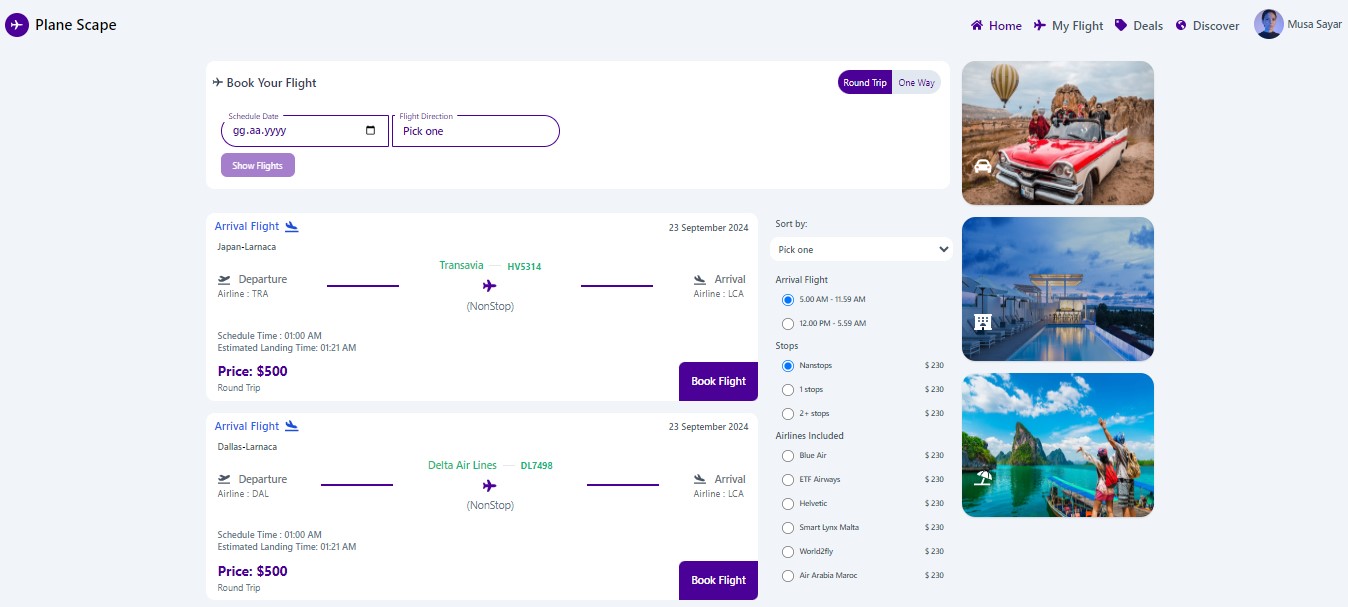 Plane Scape
Home
My Flight
Deals
Discover
Musa Sayar
Book Your Flight
Round Trip
One Way
Schedule Date
gg.aa.yyyy
Flight Direction
Pick one
Show Flights
Arrival Flight
23 September 2024
Japan-Larnaca
Transavia
HV5314
Departure
Arrival
Airline : TRA
Airline : LCA
(NonStop)
Schedule Time : 01:00 AM
Estimated Landing Time: 01:21 AM
Price: $500
Round Trip
Book Flight
Arrival Flight
23 September 2024
Dallas-Larnaca
Delta Air Lines
DL7498
Departure
Arrival
Airline : DAL
Airline : LCA
(NonStop)
Schedule Time : 01:00 AM
Estimated Landing Time: 01:21 AM
Price: $500
Round Trip
Book Flight
Sort by:
Pick one
Arrival Flight
5.00 AM - 11.59 AM
12.00 PM - 5.59 AM
Stops
Nanstops $ 230
1 stops $ 230
2+ stops $ 230
Airlines Included
Blue Air $ 230
ETF Airways $ 230
Helvetic $ 230
Smart Lynx Malta $ 230
World2fly $ 230
Air Arabia Maroc $ 230